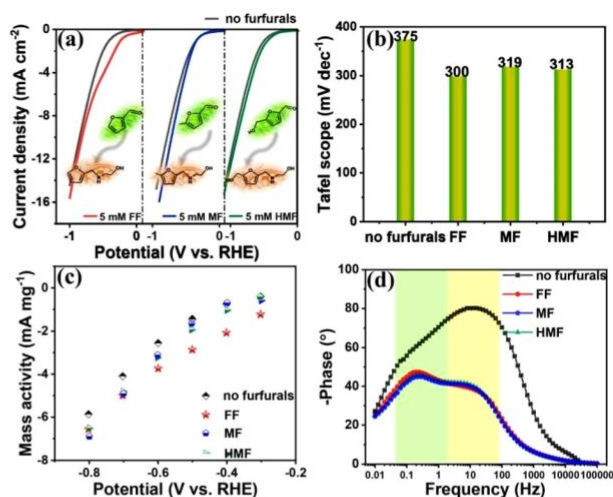 (a)
no furfurals
Current density (mA cm⁻²)
0
-4
-8
-12
-16
5 mM FF
5 mM MF
5 mM HMF
-1
0
-1
0
-1
0
Potential (V vs. RHE)
(b)
Tafel scope (mV dec⁻¹)
400
300
200
100
0
375
300
319
313
no furfurals
FF
MF
HMF
(c)
Mass activity (mA mg⁻¹)
0
-2
-4
-6
-8
no furfurals
FF
MF
HMF
-0.8
-0.6
-0.4
-0.2
Potential (V vs. RHE)
(d)
-Phase (°)
100
80
60
40
20
0
no furfurals
FF
MF
HMF
0.01
0.1
1
10
100
1000
10000
100000
Frequency (Hz)